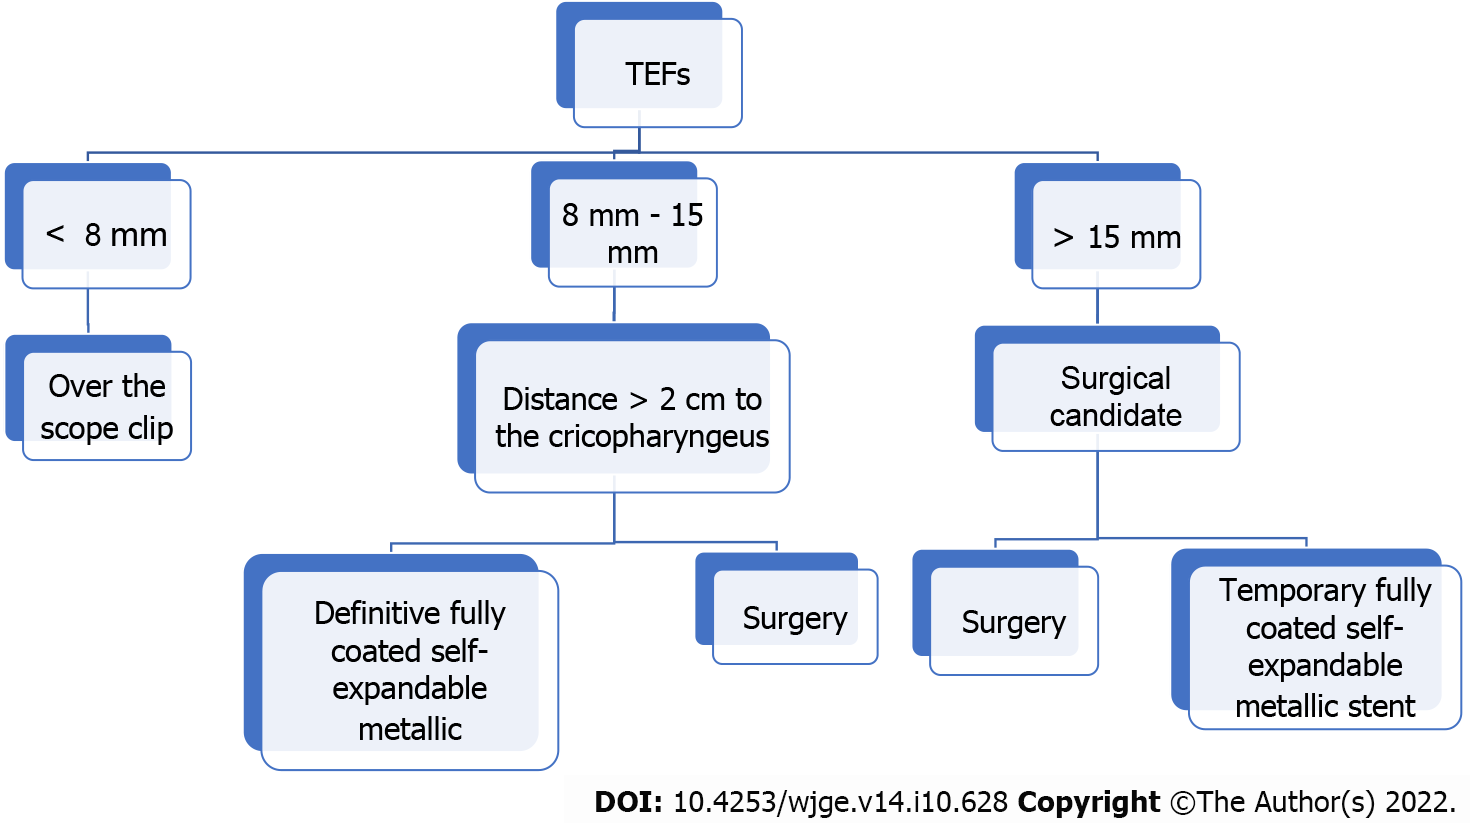 TEFs
< 8 mm
8 mm - 15
mm
> 15 mm
Over the
scope clip
Distance > 2 cm to
the cricopharyngeus
Surgical
candidate
Definitive fully
coated self-
expandable
metallic
Surgery
Surgery
Temporary fully
coated self-
expandable
metallic stent
DOI: 10.4253/wjge.v14.i10.628 Copyright ©The Author(s) 2022.